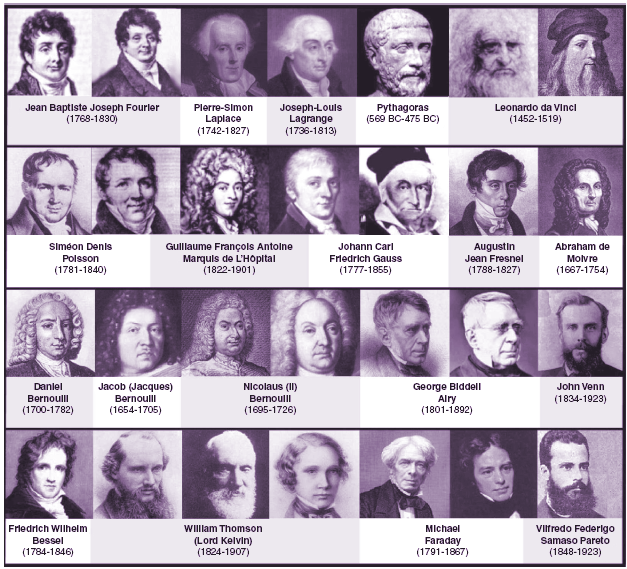 Jean Baptiste Joseph Fourier
(1768-1830)
Pierre-Simon
Laplace
(1742-1827)
Joseph-Louis
Lagrange
(1736-1813)
Pythagoras
(569 BC-475 BC)
Leonardo da Vinci
(1452-1519)
Siméon Denis
Poisson
(1781-1840)
Guillaume François Antoine
Marquis de L'Hôpital
(1822-1901)
Johann Carl
Friedrich Gauss
(1777-1855)
Augustin
Jean Fresnel
(1788-1827)
Abraham de
Moivre
(1667-1754)
Daniel
Bernoulli
(1700-1782)
Jacob (Jacques)
Bernoulli
(1654-1705)
Nicolaus (II)
Bernoulli
(1695-1726)
George Biddell
Airy
(1801-1892)
John Venn
(1834-1923)
Friedrich Wilhelm
Bessel
(1784-1846)
William Thomson
(Lord Kelvin)
(1824-1907)
Michael
Faraday
(1791-1867)
Vilfredo Federigo
Samaso Pareto
(1848-1923)